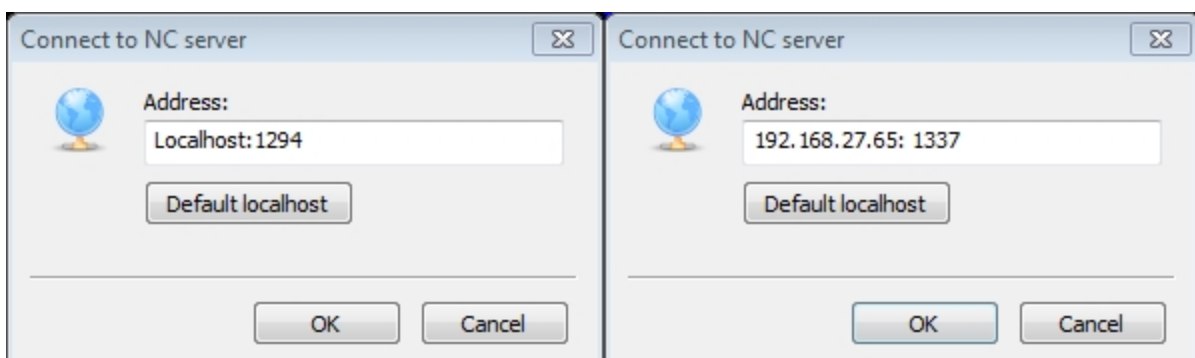 Connect to NC server
Address:
Localhost:1294
Default localhost
OK Cancel
Connect to NC server
Address:
192.168.27.65: 1337
Default localhost
OK Cancel